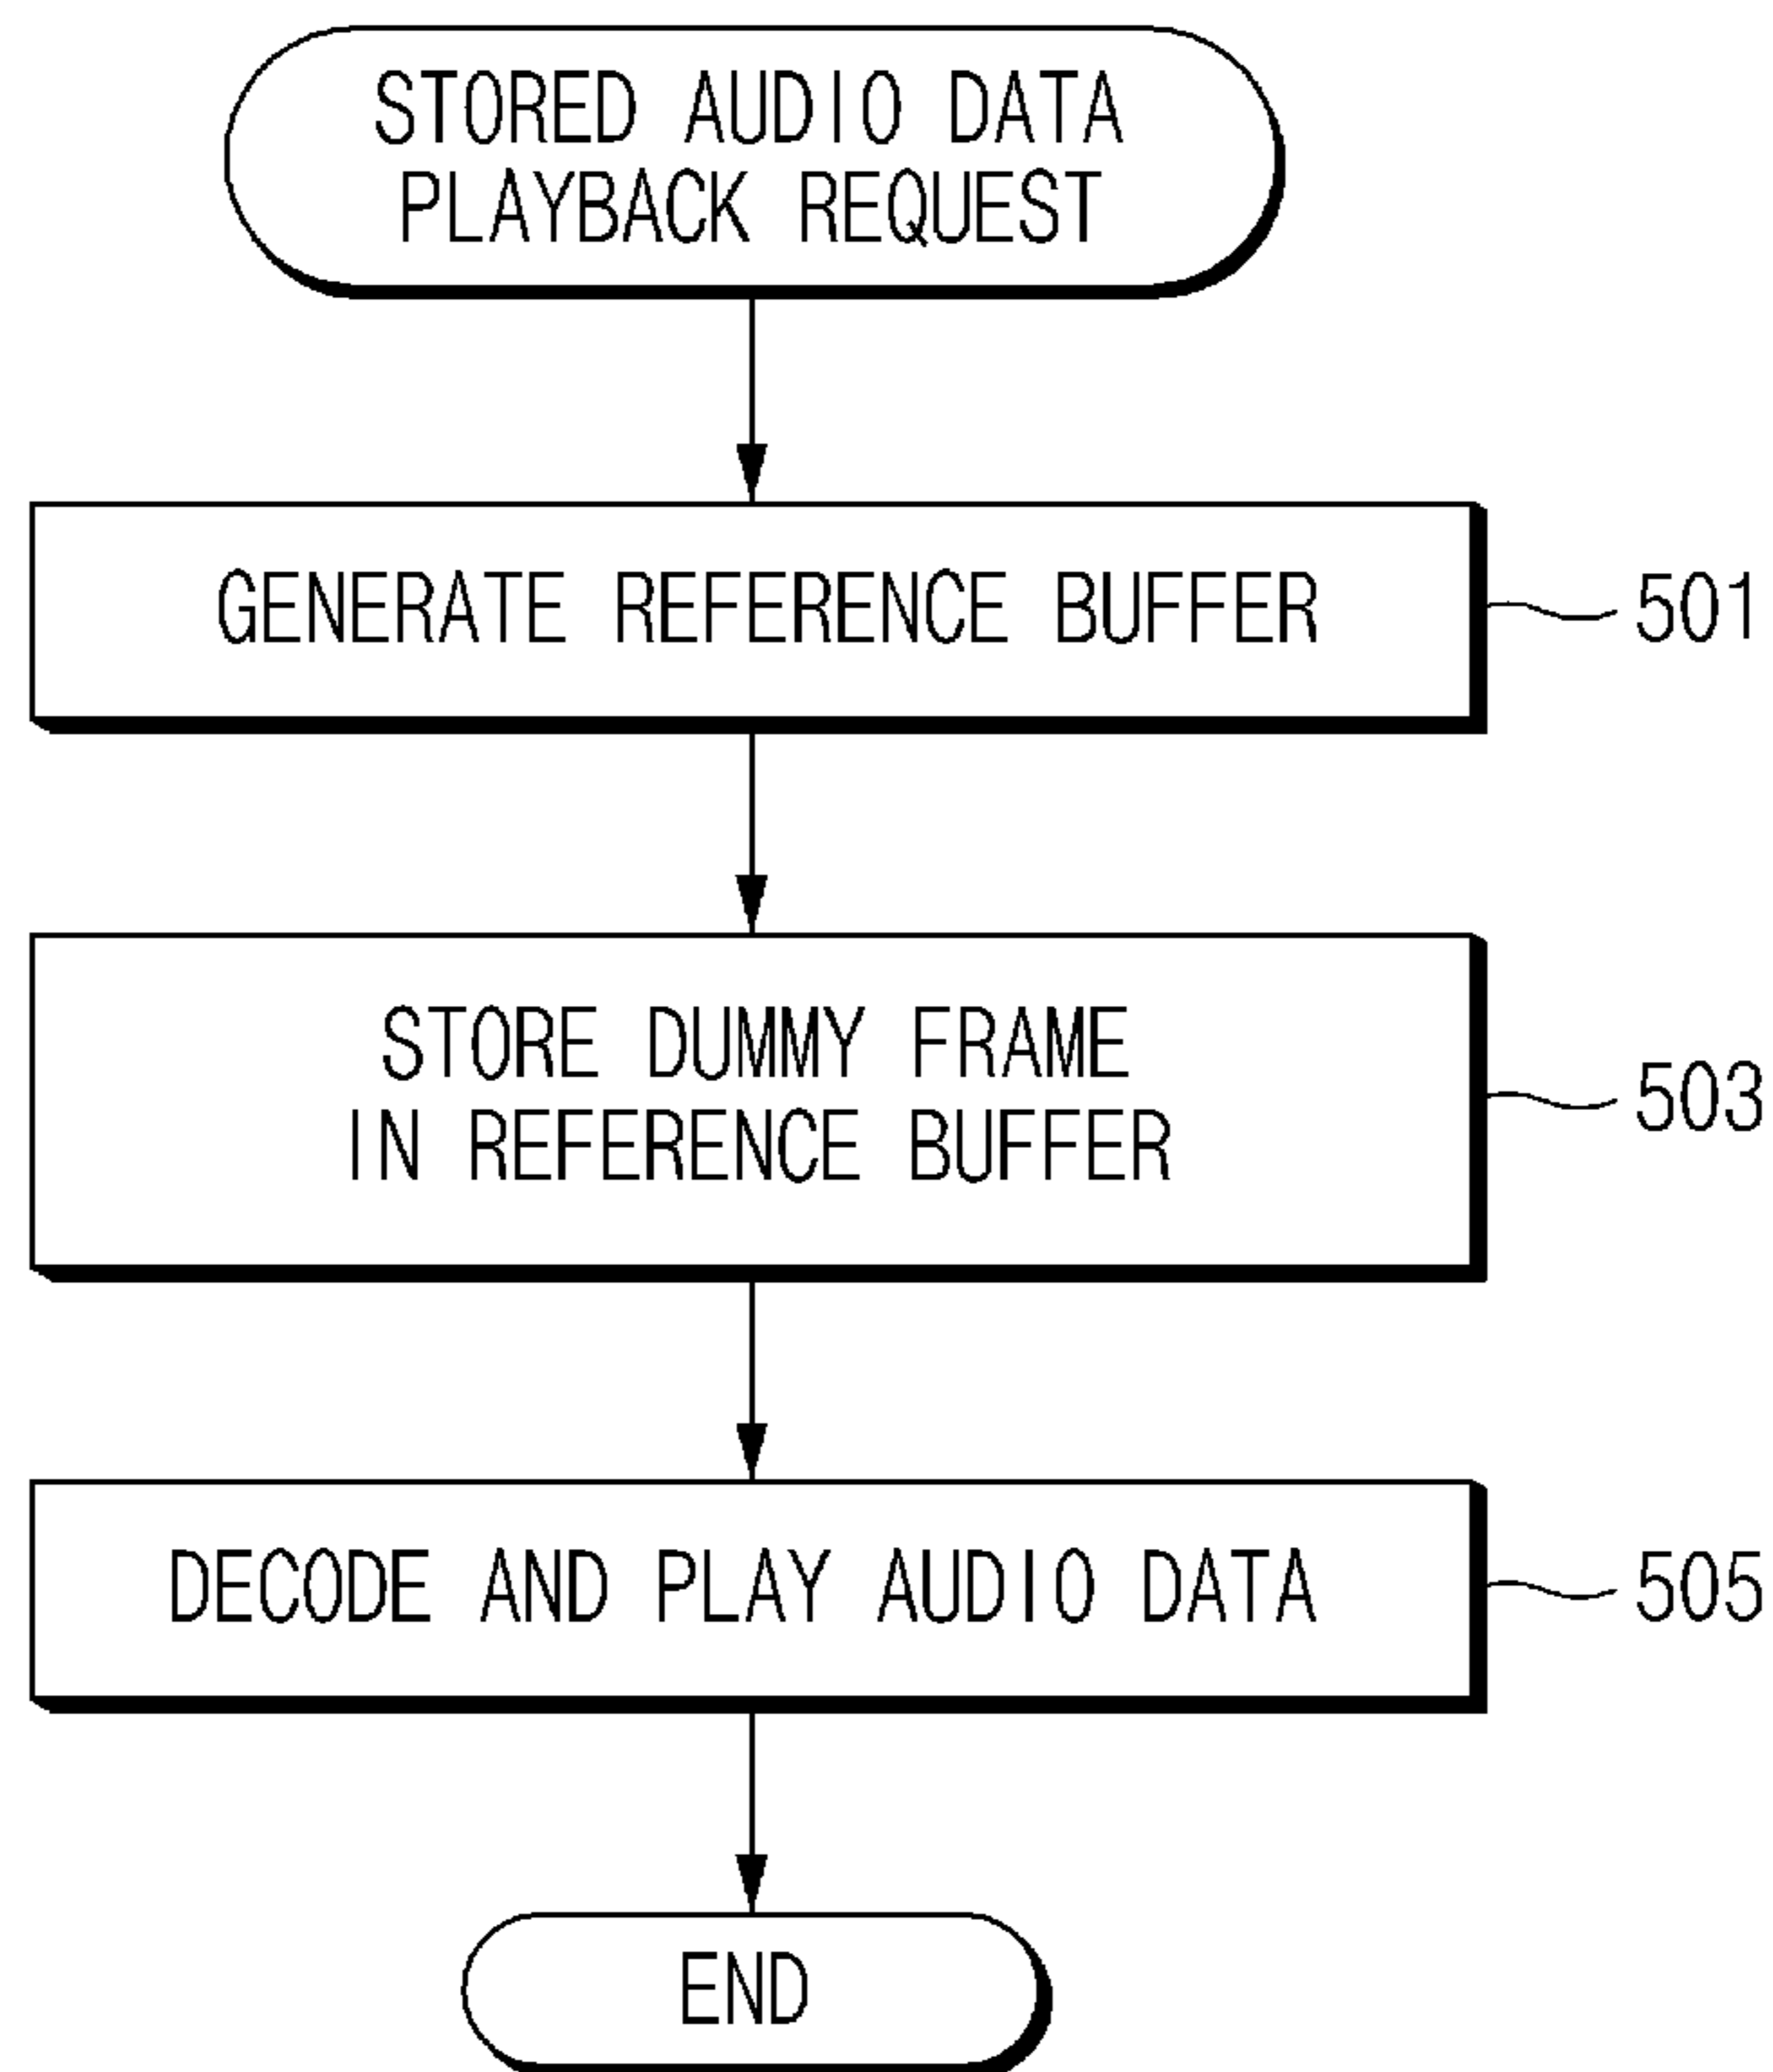 STORED AUDIO DATA
PLAYBACK REQUEST
GENERATE REFERENCE BUFFER
501
STORE DUMMY FRAME
IN REFERENCE BUFFER
503
DECODE AND PLAY AUDIO DATA
505
END